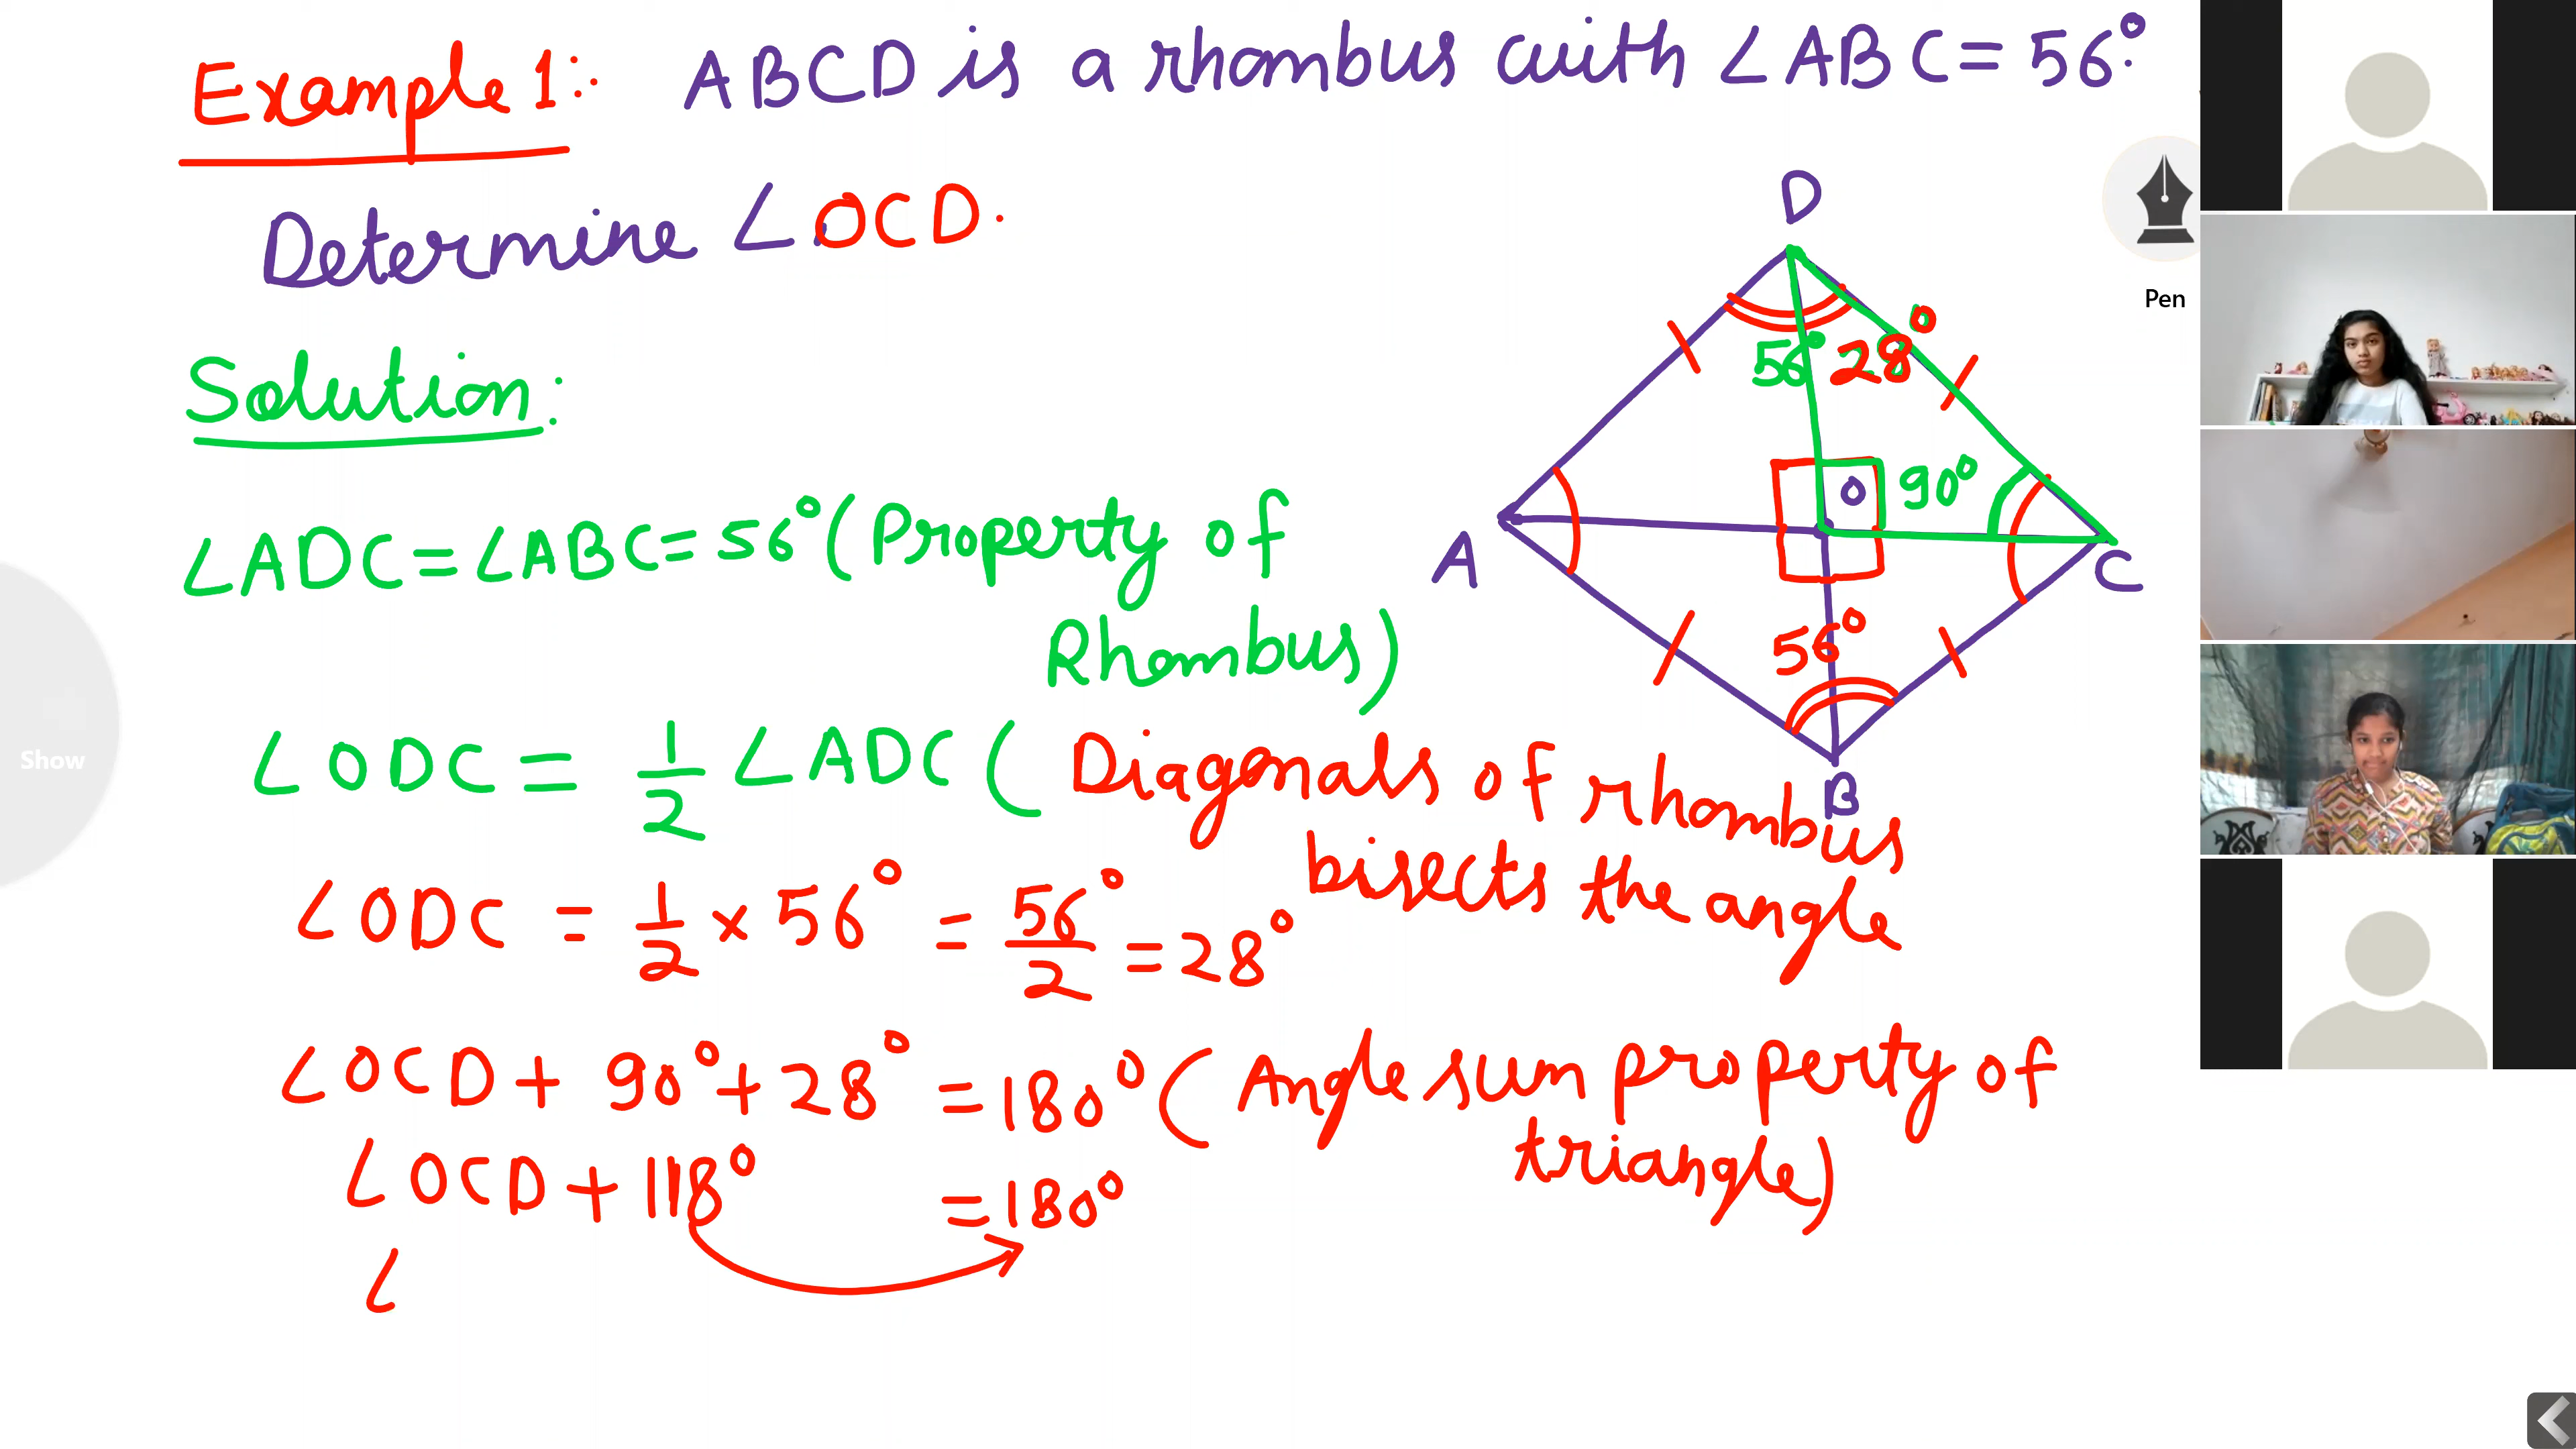 Example 1:- ABCD is a rhombus with ∠ABC = 56°.
Determine ∠OCD.
Solution:
∠ADC = ∠ABC = 56° (Property of
Rhombus)
∠ODC = 1/2 ∠ADC ( Diagonals of rhombus
bisects the angle
∠ODC = 1/2 × 56° = 56°/2 = 28°
∠OCD + 90° + 28° = 180° ( Angle sum property of
triangle)
∠OCD + 118° = 180°
∠
D
56° 28°
O 90°
A
C
56°
B
Pen
Show